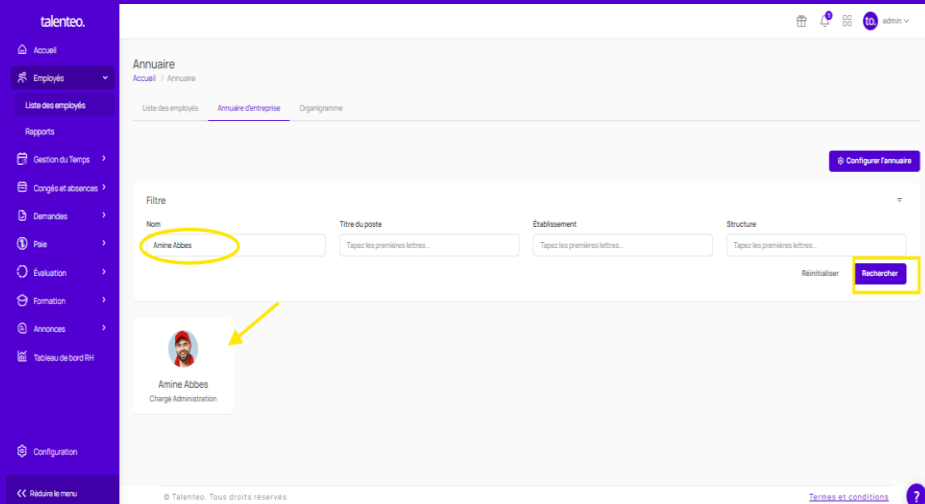 talenteo.
1
to.
admin
Accueil
Employés
Liste des employés
Rapports
Gestion du Temps
Congés et absences
Demandes
Paie
Évaluation
Formation
Annonces
Tableau de bord RH
Configuration
Réduire le menu
Annuaire
Accueil / Annuaire
Liste des employés Annuaire d'entreprise Organigramme
Configurer l'annuaire
Filtre
Nom Titre du poste Établissement Structure
Amine Abbes Tapez les premières lettres... Tapez les premières lettres... Tapez les premières lettres...
Réinitialiser Rechercher
Amine Abbes
Chargé Administration
© Talenteo. Tous droits réservés. Termes et conditions ?